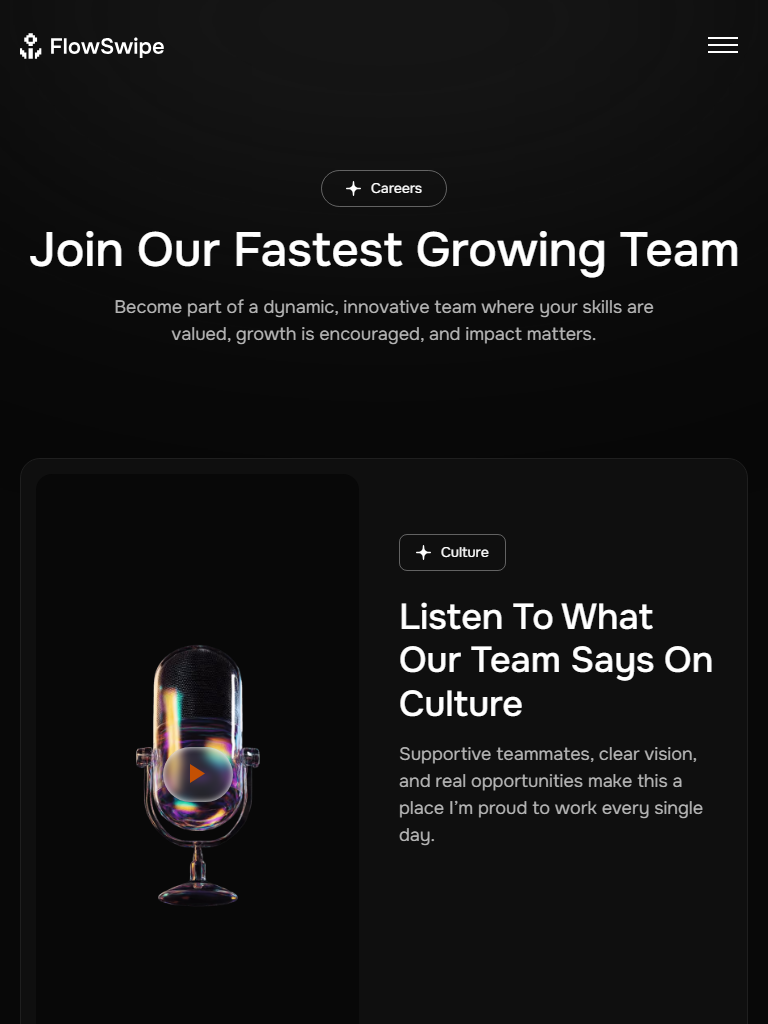 FlowSwipe
Careers
Join Our Fastest Growing Team
Become part of a dynamic, innovative team where your skills are
valued, growth is encouraged, and impact matters.
Culture
Listen To What
Our Team Says On
Culture
Supportive teammates, clear vision,
and real opportunities make this a
place I’m proud to work every single
day.